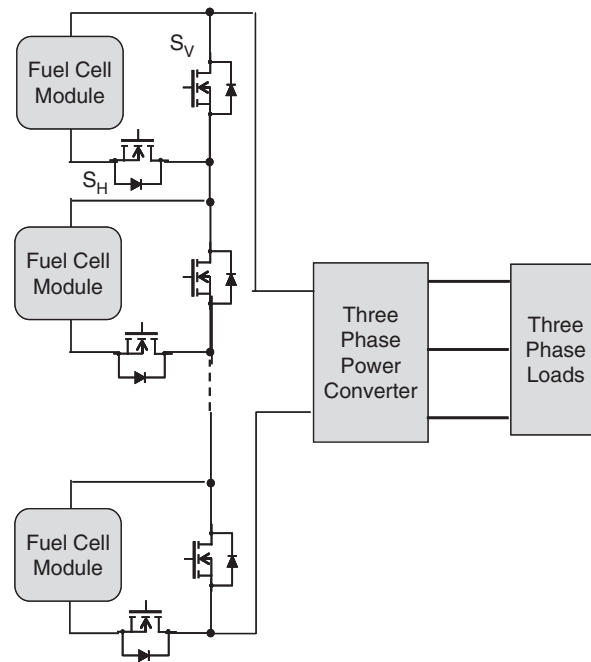 S_V
Fuel Cell
Module
S_H
Fuel Cell
Module
Three
Phase
Power
Converter
Three
Phase
Loads
Fuel Cell
Module